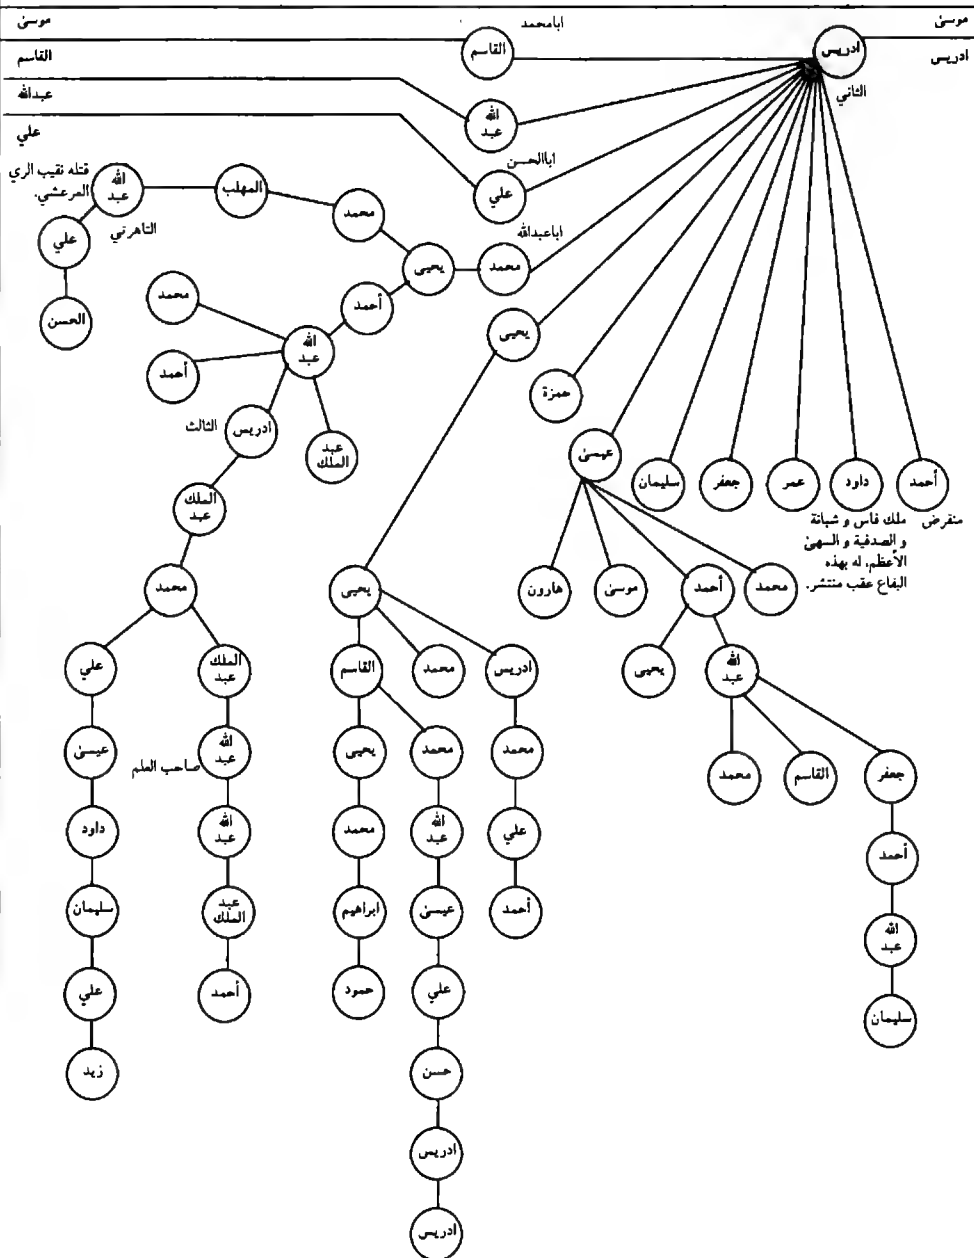 موسىٰ
موسىٰ
ادريس
القاسم
عبدالله
علي
ادريس
الثاني
ابامحمد
القاسم
عبد الله
اباالحسن
علي
اباعبدالله
محمد
يحيى
محمد
المهلب
عبد الله
قتله نقيب الري
المرعشي.
التاهرتي
علي
الحسن
أحمد
عبد الله
محمد
أحمد
ادريس
الثالث
عبد الملك
عبد الملك
محمد
علي
عيسىٰ
داود
سليمان
علي
زيد
عبد الملك
عبد الله
صاحب العلم
عبد الله
عبد الملك
أحمد
يحيى
يحيى
ادريس
محمد
علي
أحمد
محمد
القاسم
محمد
عبد الله
عيسىٰ
علي
حسن
ادريس
ادريس
يحيى
محمد
ابراهيم
حمود
حمزة
عيسىٰ
محمد
أحمد
موسىٰ
هارون
عبد الله
يحيى
جعفر
القاسم
محمد
أحمد
عبد الله
سليمان
سليمان
جعفر
عمر
داود
ملك فاس و شبانة
و الصدفية و السهىٰ
الأعظم. له بهذه
البقاع عقب منتشر.
أحمد
منقرض